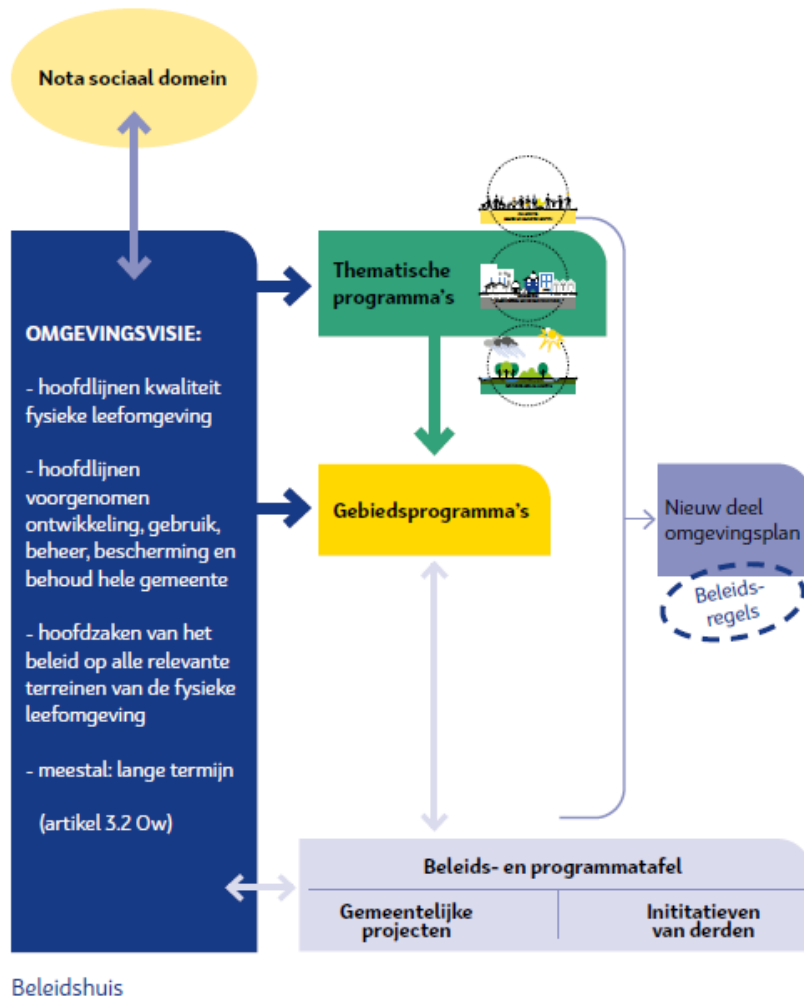 Nota sociaal domein
OMGEVINGSVISIE:
- hoofdlijnen kwaliteit
fysieke leefomgeving
- hoofdlijnen
voorgenomen
ontwikkeling, gebruik,
beheer, bescherming en
behoud hele gemeente
- hoofdzaken van het
beleid op alle relevante
terreinen van de fysieke
leefomgeving
- meestal: lange termijn
(artikel 3.2 Ow)
Thematische
programma's
Gebiedsprogramma's
Nieuw deel
omgevingsplan
Beleids-
regels
Beleids- en programmatafel
Gemeentelijke
projecten
Inititatieven
van derden
Beleidshuis